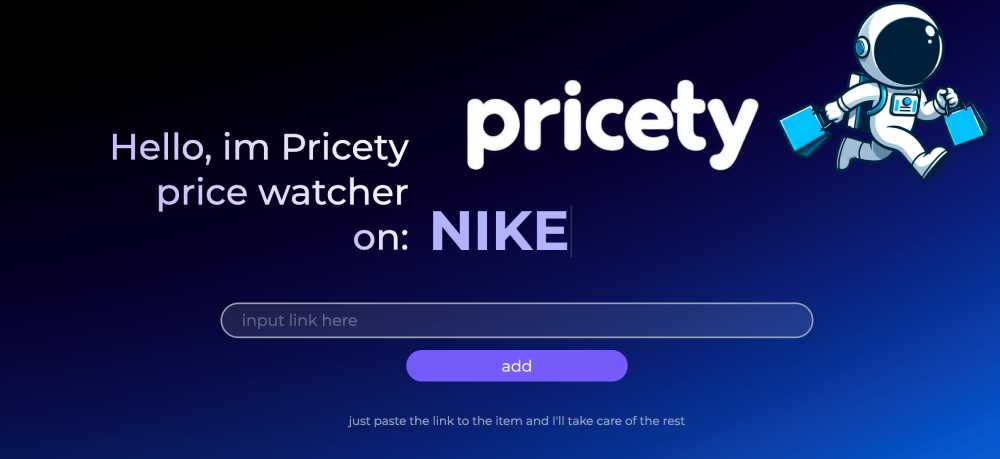 pricety
Hello, im Pricety
price watcher
on: NIKE
input link here
add
just paste the link to the item and I'll take care of the rest